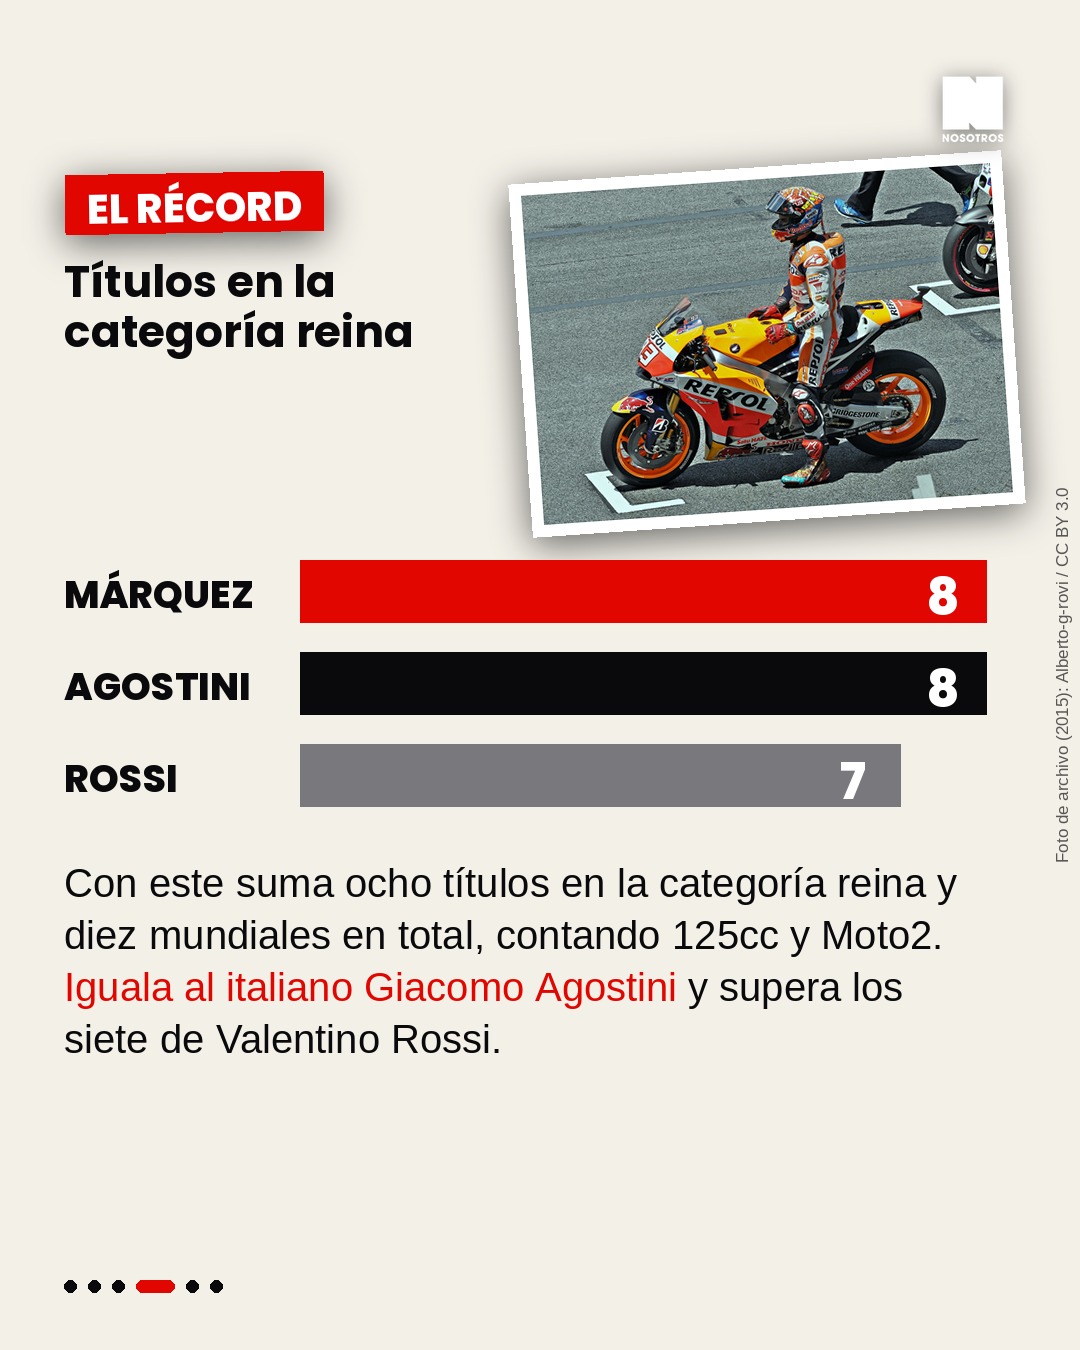 NOSOTROS
EL RÉCORD
Títulos en la
categoría reina
REPSOL
REPSOL
BRIDGESTONE
MÁRQUEZ
8
AGOSTINI
8
ROSSI
7
Con este suma ocho títulos en la categoría reina y
diez mundiales en total, contando 125cc y Moto2.
Iguala al italiano Giacomo Agostini y supera los
siete de Valentino Rossi.
Foto de archivo (2015): Alberto-g-rovi / CC BY 3.0